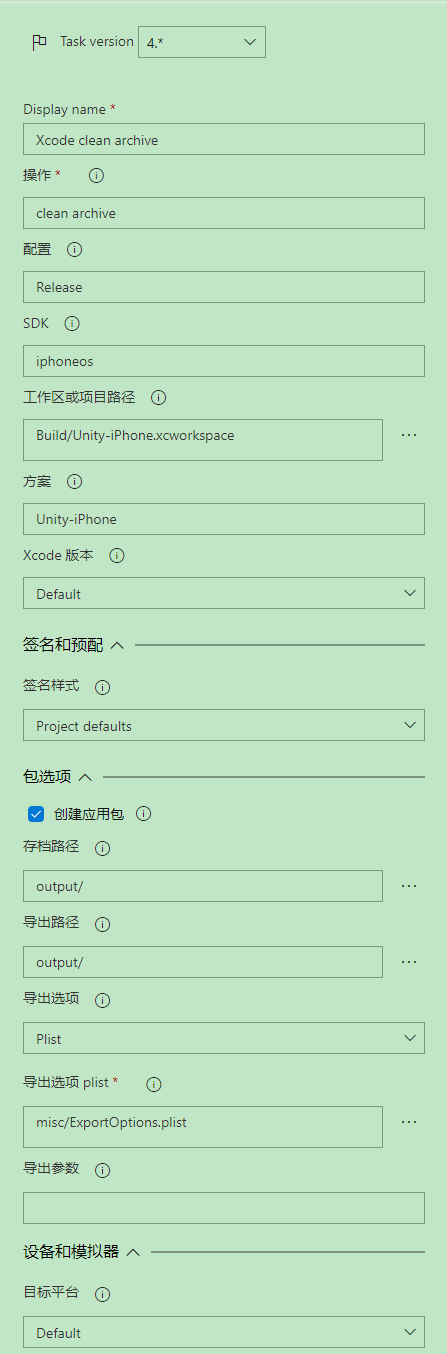 Task version 4.*
Display name *
Xcode clean archive
操作 *
clean archive
配置
Release
SDK
iphoneos
工作区或项目路径
Build/Unity-iPhone.xcworkspace
方案
Unity-iPhone
Xcode 版本
Default
签名和预配
签名样式
Project defaults
包选项
创建应用包
存档路径
output/
导出路径
output/
导出选项
Plist
导出选项 plist *
misc/ExportOptions.plist
导出参数
设备和模拟器
目标平台
Default